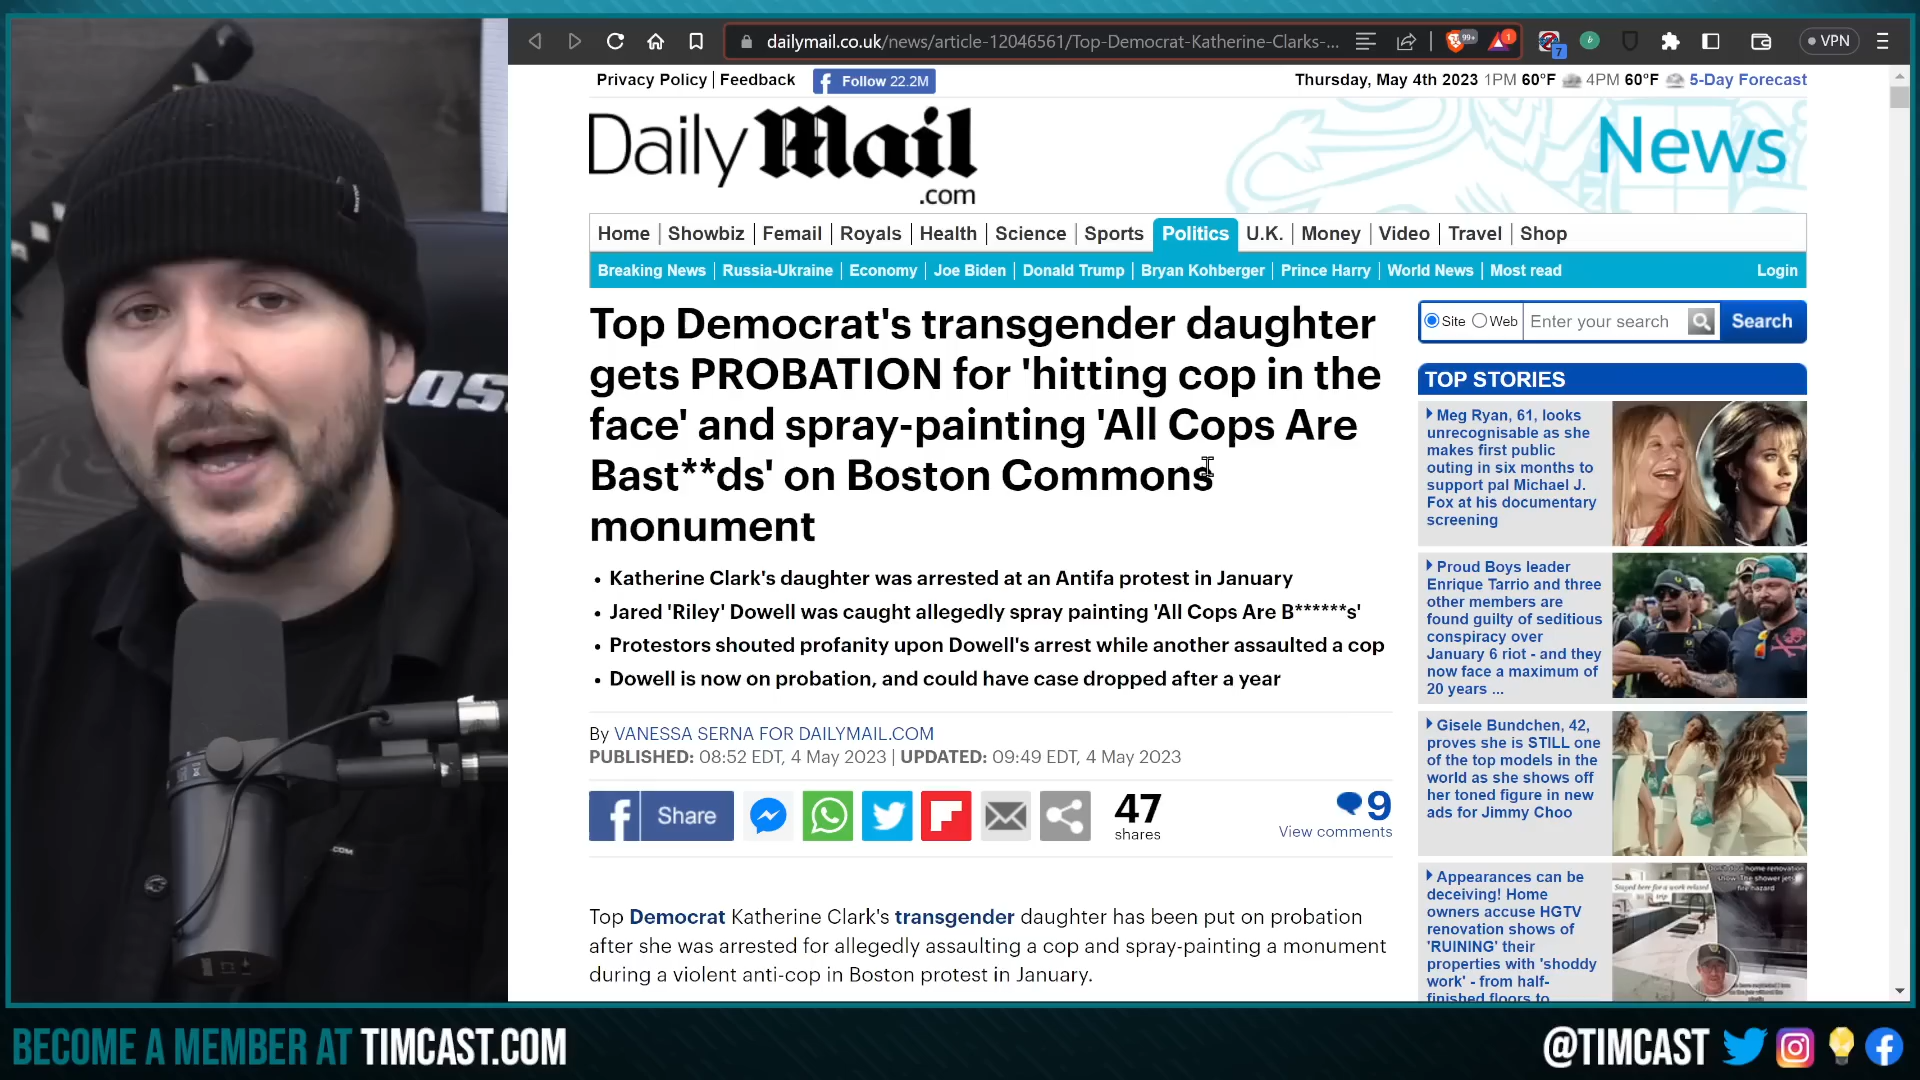 dailymail.co.uk/news/article-12046561/Top-Democrat-Katherine-Clarks-...
99+
1
7
VPN
Privacy Policy | Feedback
Follow 22.2M
Thursday, May 4th 2023 1PM 60°F 4PM 60°F 5-Day Forecast
Daily Mail
.com
News
Home | Showbiz | Femail | Royals | Health | Science | Sports | Politics | U.K. | Money | Video | Travel | Shop
Breaking News | Russia-Ukraine | Economy | Joe Biden | Donald Trump | Bryan Kohberger | Prince Harry | World News | Most read
Login
Top Democrat's transgender daughter
gets PROBATION for 'hitting cop in the
face' and spray-painting 'All Cops Are
Bast**ds' on Boston Commons
monument
• Katherine Clark's daughter was arrested at an Antifa protest in January
• Jared 'Riley' Dowell was caught allegedly spray painting 'All Cops Are B******s'
• Protestors shouted profanity upon Dowell's arrest while another assaulted a cop
• Dowell is now on probation, and could have case dropped after a year
By VANESSA SERNA FOR DAILYMAIL.COM
PUBLISHED: 08:52 EDT, 4 May 2023 | UPDATED: 09:49 EDT, 4 May 2023
Share
47
shares
9
View comments
Top Democrat Katherine Clark's transgender daughter has been put on probation
after she was arrested for allegedly assaulting a cop and spray-painting a monument
during a violent anti-cop in Boston protest in January.
Site Web Enter your search Search
TOP STORIES
Meg Ryan, 61, looks
unrecognisable as she
makes first public
outing in six months to
support pal Michael J.
Fox at his documentary
screening
Proud Boys leader
Enrique Tarrio and three
other members are
found guilty of seditious
conspiracy over
January 6 riot - and they
now face a maximum of
20 years ...
Gisele Bundchen, 42,
proves she is STILL one
of the top models in the
world as she shows off
her toned figure in new
ads for Jimmy Choo
Appearances can be
deceiving! Home
owners accuse HGTV
renovation shows of
'RUINING' their
properties with 'shoddy
work' - from half-
finished floors to
BECOME A MEMBER AT TIMCAST.COM
@TIMCAST